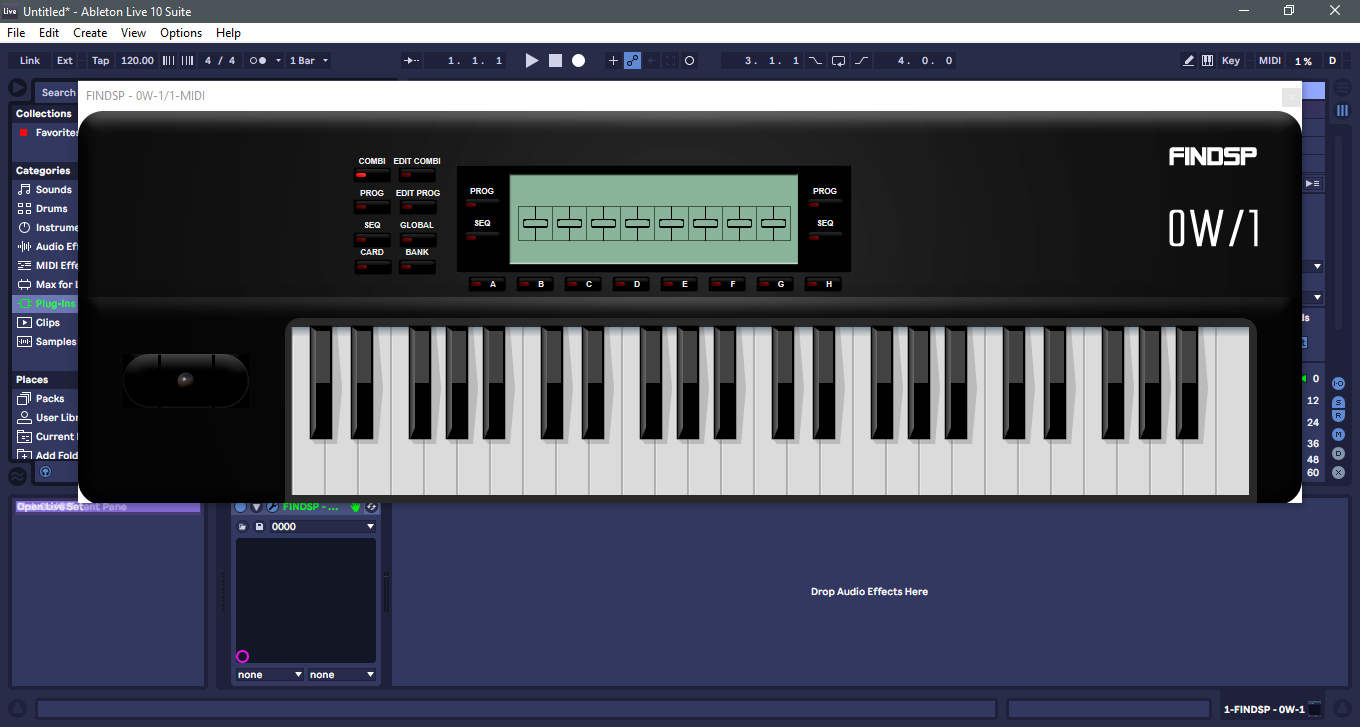 Live Untitled* - Ableton Live 10 Suite
File Edit Create View Options Help
Link Ext Tap 120.00 4 / 4 1 Bar 1. 1. 1 3. 1. 1 4. 0. 0 Key MIDI 1 % D
Search
FINDSP - 0W-1/1-MIDI
Collections
Favorites
Categories
Sounds
Drums
Instrume
Audio Eff
MIDI Effe
Max for L
Plug-Ins
Clips
Samples
Places
Packs
User Libr
Current
Add Fold
COMBI EDIT COMBI
PROG EDIT PROG
SEQ GLOBAL
CARD BANK
PROG
SEQ
PROG
SEQ
A B C D E F G H
FINDSP
0W/1
ls
0
12
24
36
48
60
I·O
S
R
M
D
X
FINDSP - ...
0000
none none
Drop Audio Effects Here
1-FINDSP - 0W-1